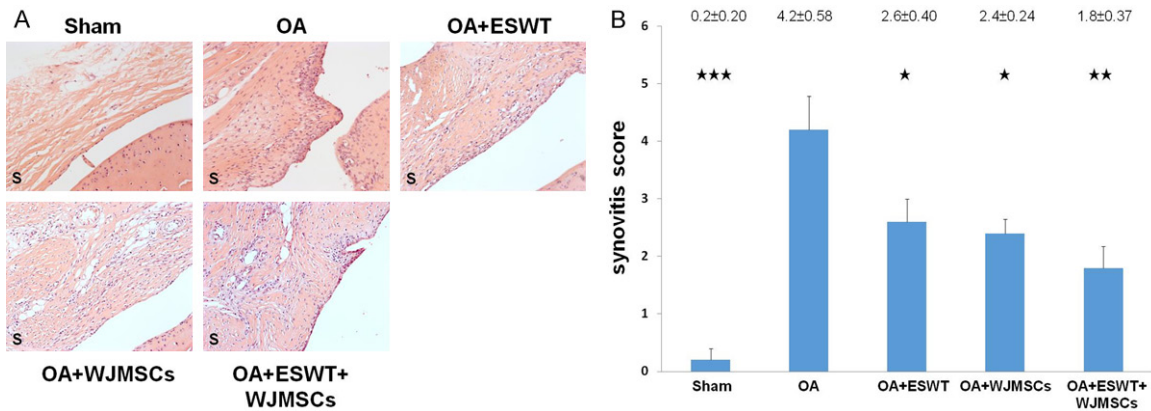 A
Sham
OA
OA+ESWT
S
S
S
S
S
OA+WJMSCs
OA+ESWT+
WJMSCs
B
0.2±0.20
4.2±0.58
2.6±0.40
2.4±0.24
1.8±0.37
★★★
★
★
★★
synovitis score
6
5
4
3
2
1
0
Sham
OA
OA+ESWT
OA+WJMSCs
OA+ESWT+
WJMSCs